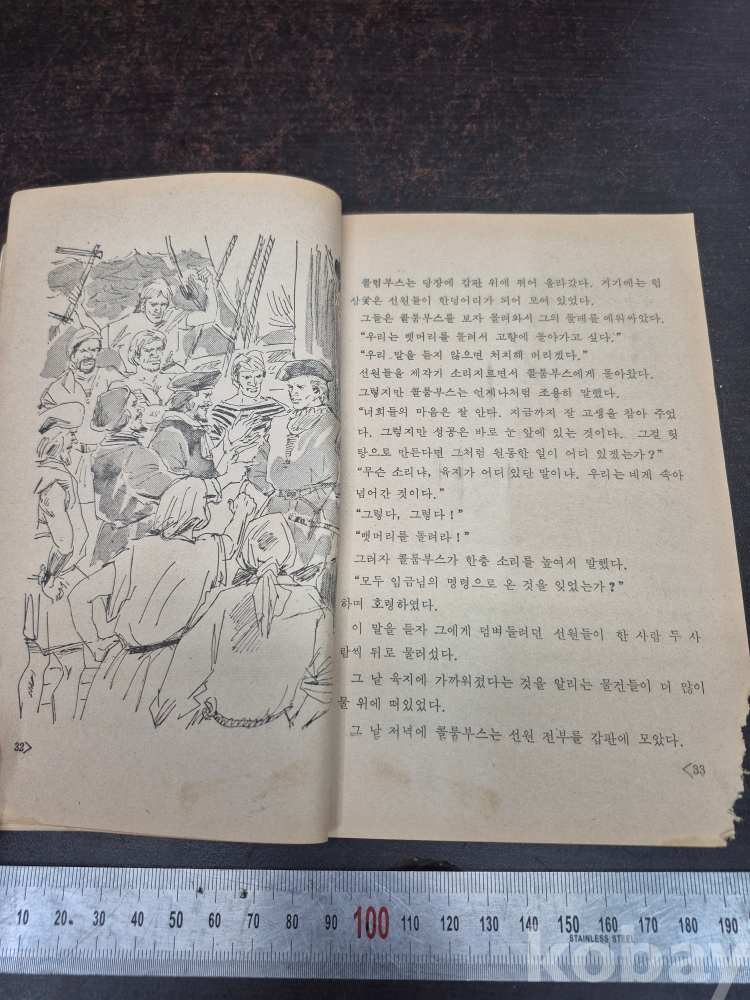 콜럼부스는 당장에 갑판 위에 뛰어 올라갔다. 거기에는 험
상궂은 선원들이 한덩어리가 되어 모여 있었다.
그들은 콜룸부스를 보자 몰려와서 그의 둘레를 에워싸았다.
“우리는 뱃머리를 돌려서 고향에 돌아가고 싶다.”
“우리 말을 듣지 않으면 처치해 버리겠다.”
선원들을 제각기 소리지르면서 콜룸부스에게 돌아왔다.
그렇지만 콜룸부스는 언제나처럼 조용히 말했다.
“너희들의 마음은 잘 안다. 지금까지 잘 고생을 참아 주었
다. 그렇지만 성공은 바로 눈 앞에 있는 것이다. 그걸 헛
탕으로 만든다면 그처럼 원통한 일이 어디 있겠는가?”
“무슨 소리냐, 육지가 어디 있단 말이냐. 우리는 네게 속아
넘어간 것이다.”
“그렇다, 그렇다!”
“뱃머리를 돌려라!”
그러자 콜룸부스가 한층 소리를 높여서 말했다.
“모두 임금님의 명령으로 온 것을 잊었는가?”
하며 호령하였다.
이 말을 듣자 그에게 덤벼들려던 선원들이 한 사람 두 사
람씩 뒤로 물러섰다.
그 날 육지에 가까워졌다는 것을 알리는 물건들이 더 많이
물 위에 떠있었다.
그 날 저녁에 콜룸부스는 선원 전부를 갑판에 모았다.
32>
<33
10 20 30 40 50 60 70 80 90 100 110 120 130 140 150 160 170 180 190
STAINLESS STEEL
kobay